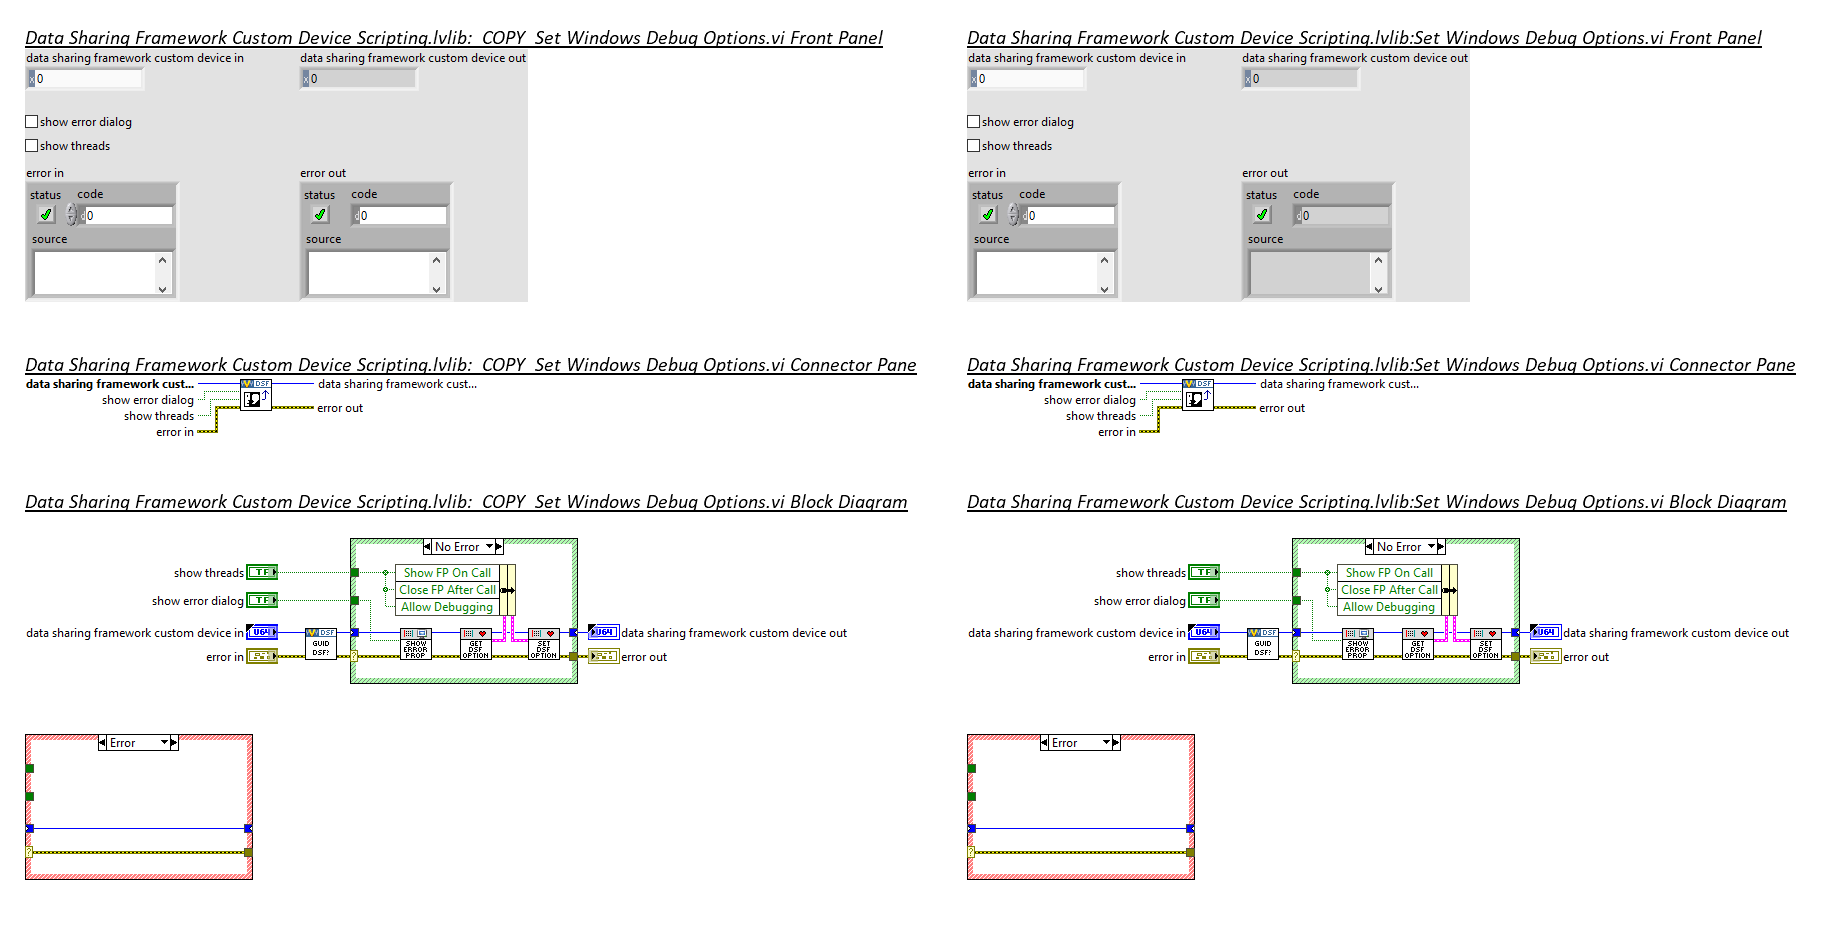 Data Sharing Framework Custom Device Scripting.lvlib:_COPY_Set Windows Debug Options.vi Front Panel
data sharing framework custom device in
data sharing framework custom device out
x 0
x 0
show error dialog
show threads
error in
error out
status
code
d 0
source
status
code
d 0
source
Data Sharing Framework Custom Device Scripting.lvlib:_COPY_Set Windows Debug Options.vi Connector Pane
data sharing framework cust...
data sharing framework cust...
DSF
show error dialog
show threads
error out
error in
Data Sharing Framework Custom Device Scripting.lvlib:_COPY_Set Windows Debug Options.vi Block Diagram
No Error
show threads
TF
Show FP On Call
Close FP After Call
Allow Debugging
show error dialog
TF
data sharing framework custom device in
U64
DSF
GUID
DSF?
SHOW
ERROR
PROP
GET
DSF
OPTION
SET
DSF
OPTION
U64
data sharing framework custom device out
error in
?
error out
Error
?
Data Sharing Framework Custom Device Scripting.lvlib:Set Windows Debug Options.vi Front Panel
data sharing framework custom device in
data sharing framework custom device out
x 0
x 0
show error dialog
show threads
error in
error out
status
code
d 0
source
status
code
d 0
source
Data Sharing Framework Custom Device Scripting.lvlib:Set Windows Debug Options.vi Connector Pane
data sharing framework cust...
data sharing framework cust...
DSF
show error dialog
show threads
error out
error in
Data Sharing Framework Custom Device Scripting.lvlib:Set Windows Debug Options.vi Block Diagram
No Error
show threads
TF
Show FP On Call
Close FP After Call
Allow Debugging
show error dialog
TF
data sharing framework custom device in
U64
DSF
GUID
DSF?
SHOW
ERROR
PROP
GET
DSF
OPTION
SET
DSF
OPTION
U64
data sharing framework custom device out
error in
?
error out
Error
?